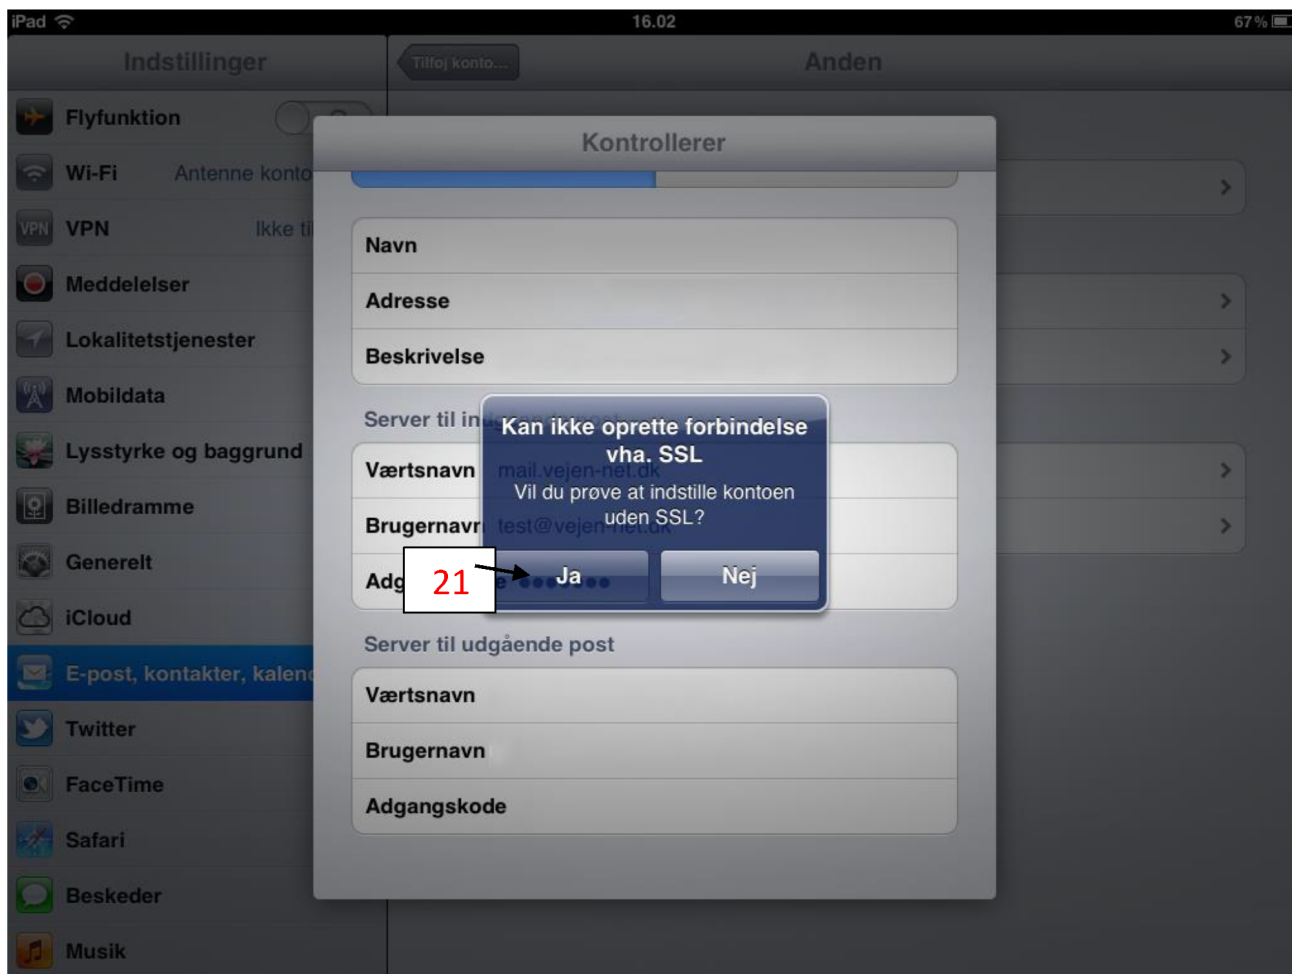 iPad 16.02 67%
Indstillinger
Tilføj konto... Anden
Flyfunktion
Kontrollerer
Wi-Fi Antenne konto
VPN VPN Ikke til
Navn
Meddelelser
Adresse
Lokalitetstjenester
Beskrivelse
Mobildata
Server til
Kan ikke oprette forbindelse
vha. SSL
Lysstyrke og baggrund
Værtsnavn mail.vejen-net.dk
Vil du prøve at indstille kontoen
uden SSL?
Billedramme
Brugernavn test@vejen-net.dk
Generelt
21
Ja Nej
iCloud
Server til udgående post
E-post, kontakter, kalend
Værtsnavn
Twitter
Brugernavn
FaceTime
Adgangskode
Safari
Beskeder
Musik